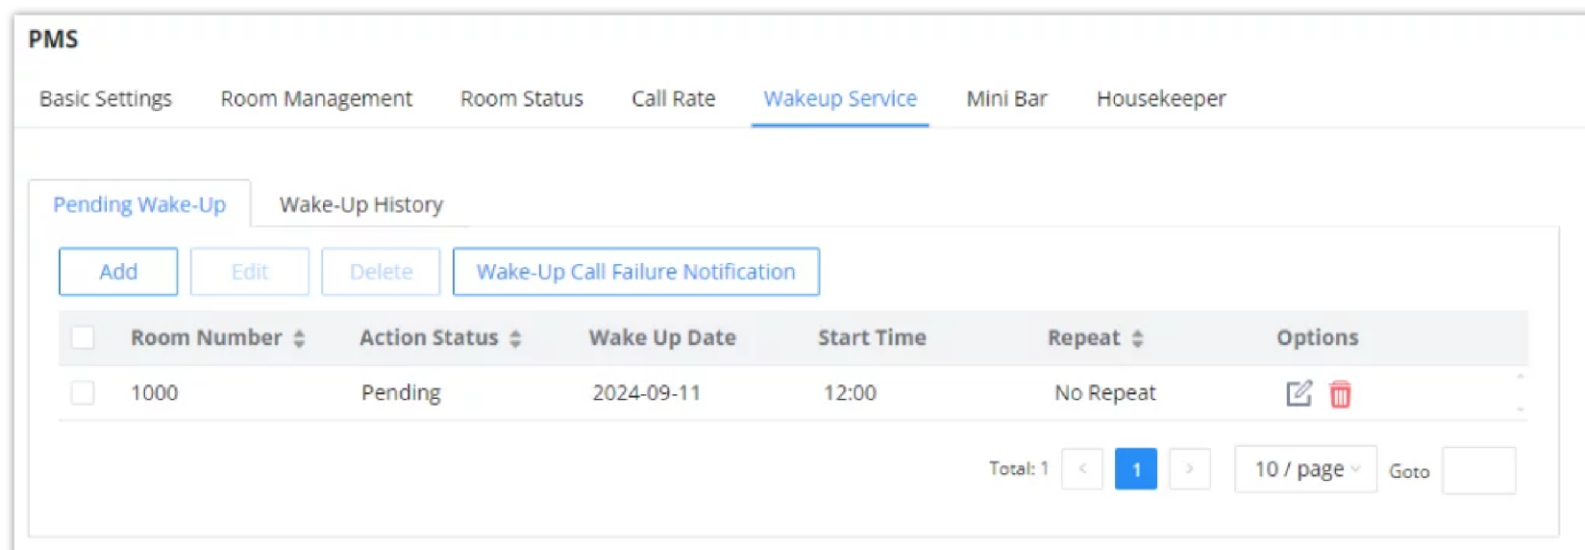 PMS
Basic Settings Room Management Room Status Call Rate Wakeup Service Mini Bar Housekeeper
Pending Wake-Up Wake-Up History
Add Edit Delete Wake-Up Call Failure Notification
Room Number Action Status Wake Up Date Start Time Repeat Options
1000 Pending 2024-09-11 12:00 No Repeat
Total: 1 < 1 > 10 / page Goto